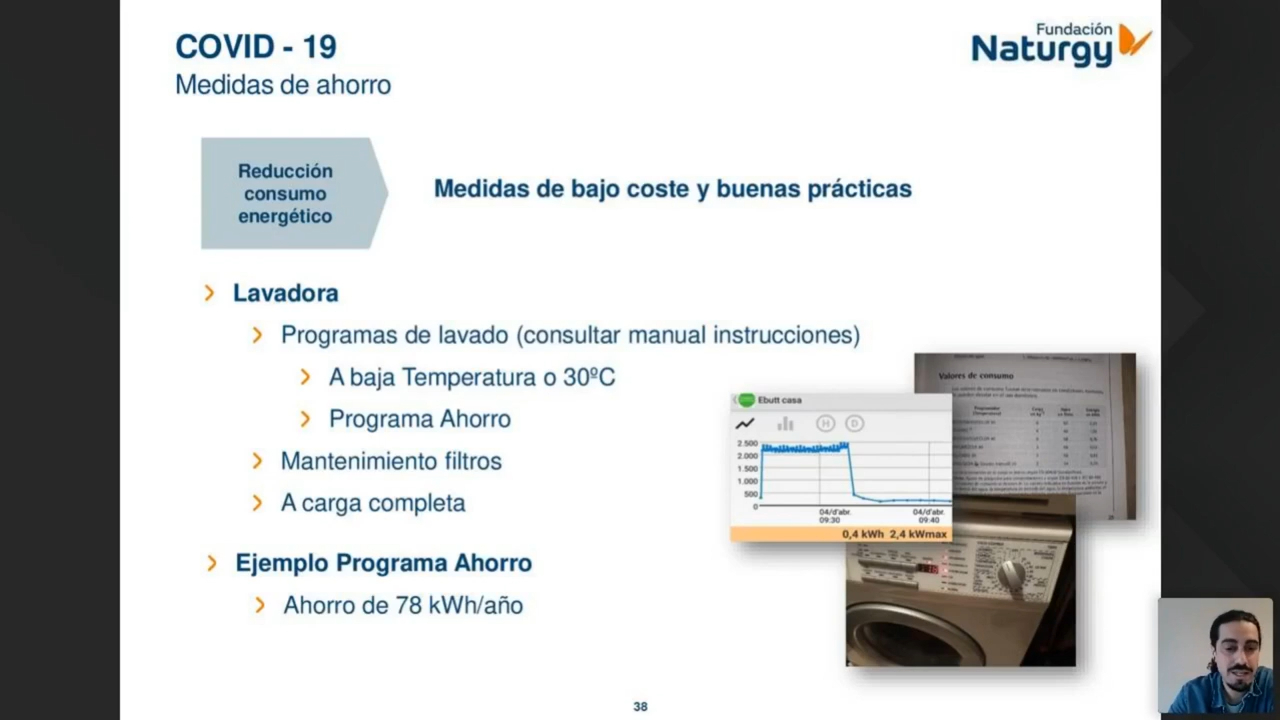 COVID - 19
Medidas de ahorro
Fundación
Naturgy
Reducción
consumo
energético
Medidas de bajo coste y buenas prácticas
Lavadora
Programas de lavado (consultar manual instrucciones)
A baja Temperatura o 30ºC
Programa Ahorro
Mantenimiento filtros
A carga completa
Ejemplo Programa Ahorro
Ahorro de 78 kWh/año
Ebutt casa
H D
2.500
2.000
1.500
1.000
500
0
04/d'abr. 04/d'abr.
09:30 09:40
0,4 kWh 2,4 kWmax
Valores de consumo
38